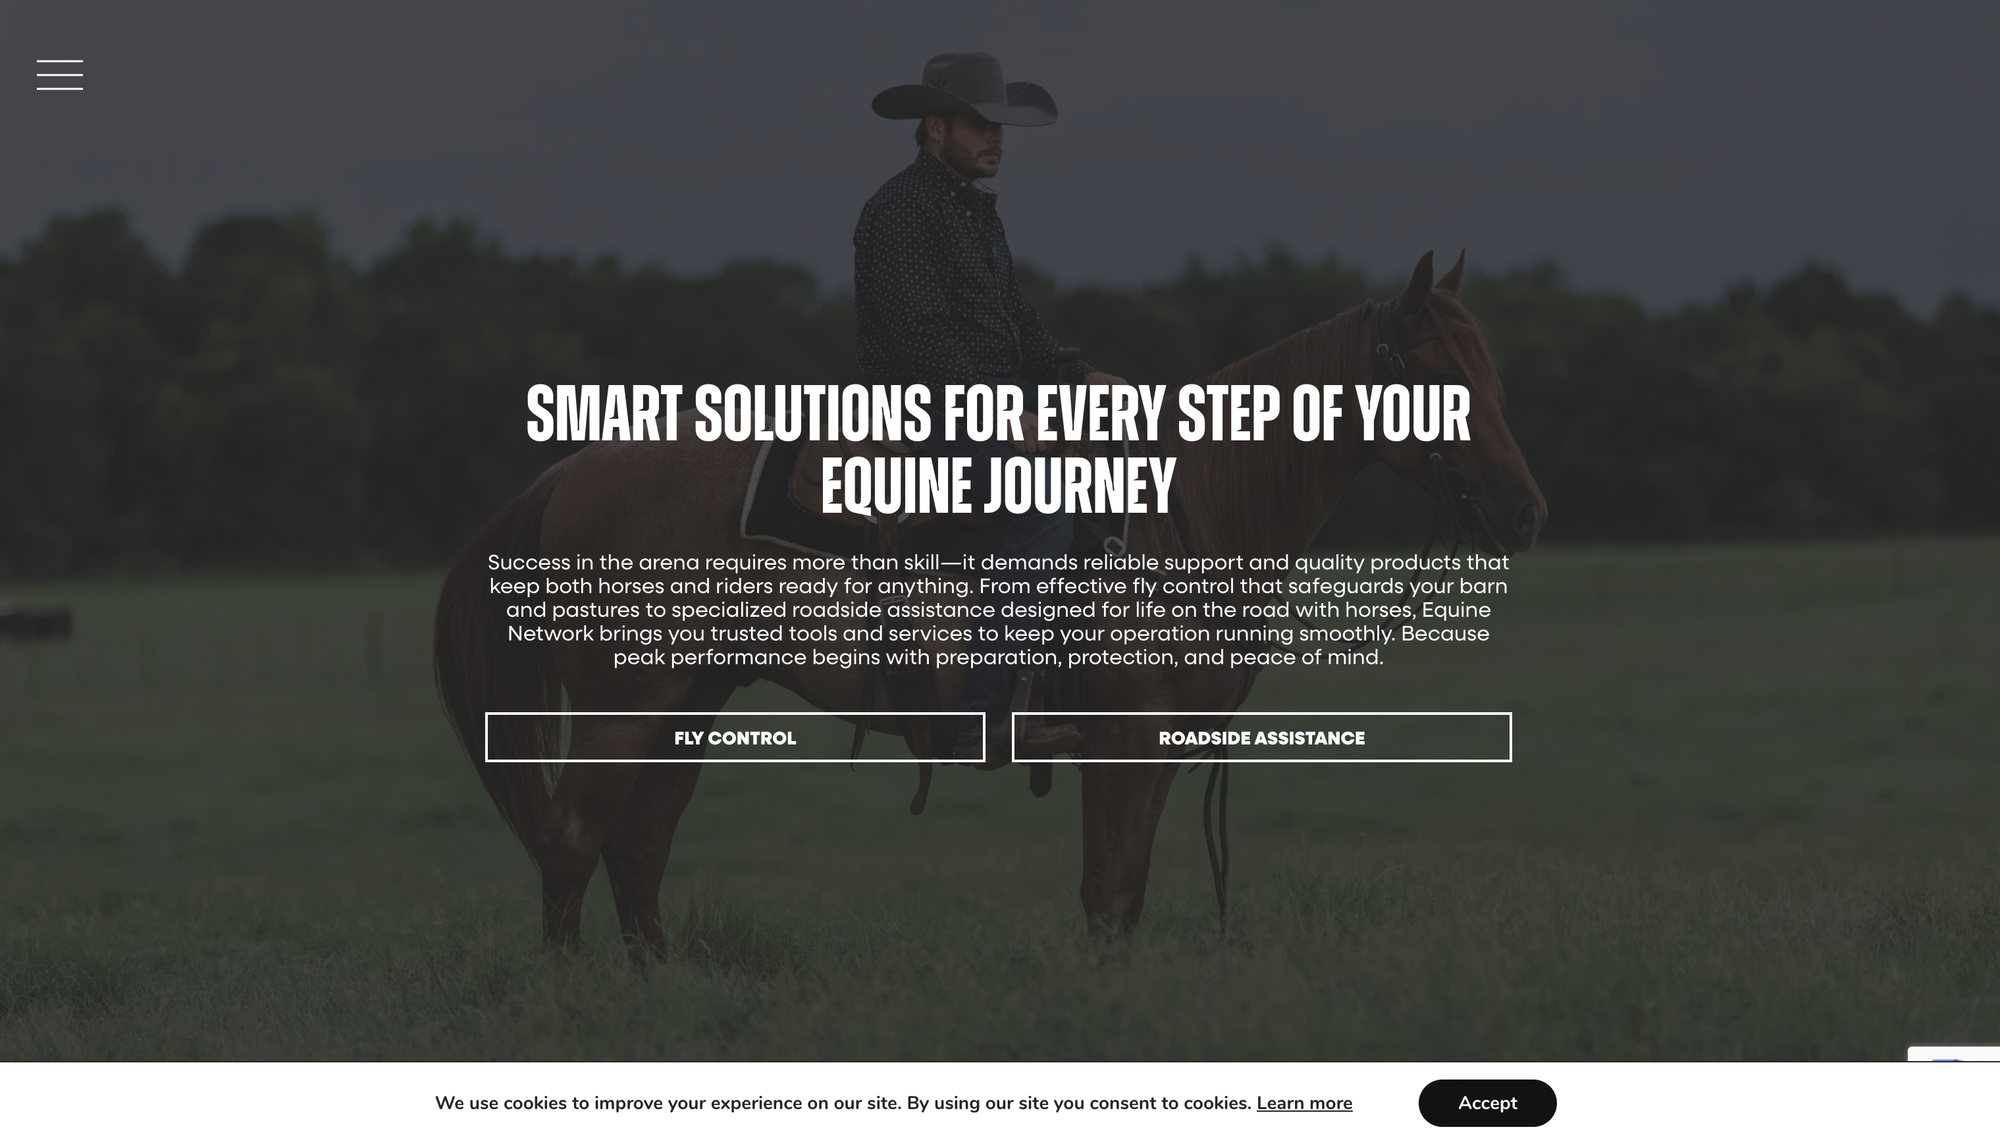 SMART SOLUTIONS FOR EVERY STEP OF YOUR
EQUINE JOURNEY
Success in the arena requires more than skill—it demands reliable support and quality products that
keep both horses and riders ready for anything. From effective fly control that safeguards your barn
and pastures to specialized roadside assistance designed for life on the road with horses, Equine
Network brings you trusted tools and services to keep your operation running smoothly. Because
peak performance begins with preparation, protection, and peace of mind.
FLY CONTROL
ROADSIDE ASSISTANCE
We use cookies to improve your experience on our site. By using our site you consent to cookies. Learn more
Accept